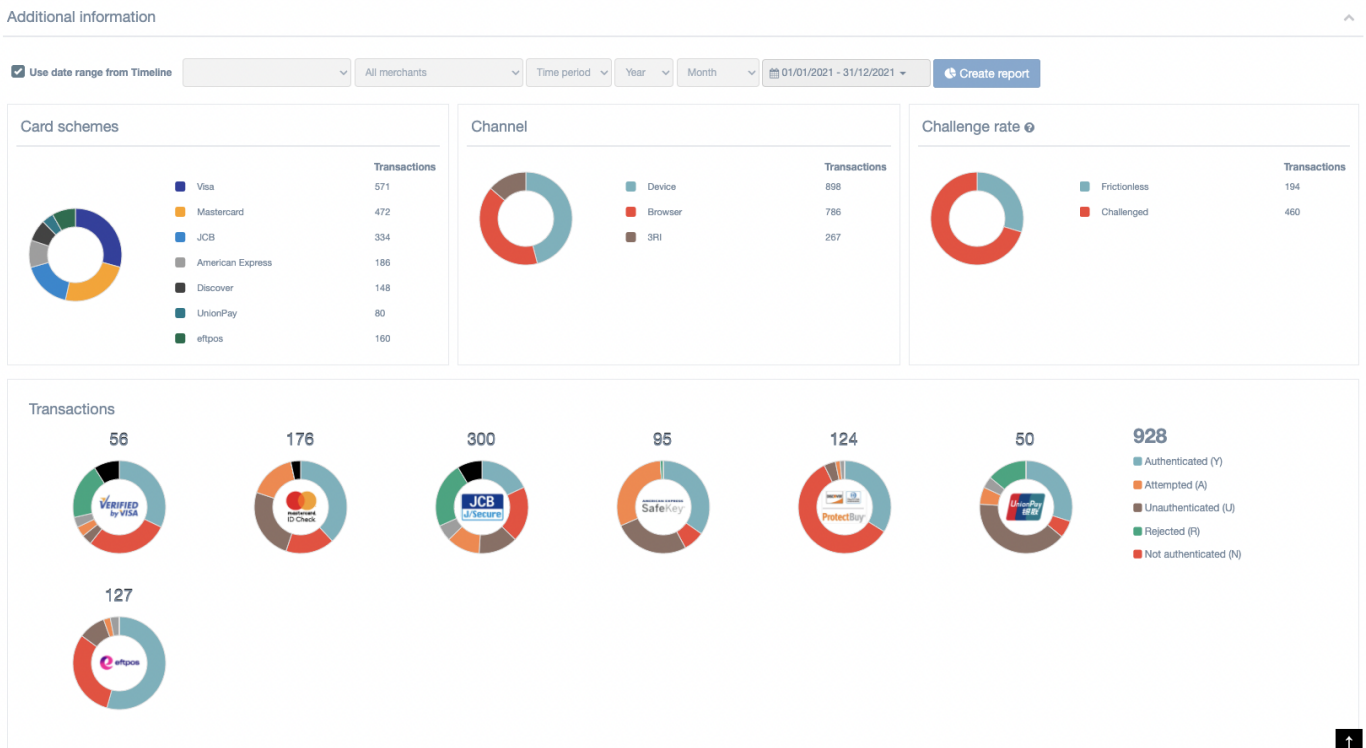 Additional information
Use date range from Timeline
All merchants
Time period
Year
Month
01/01/2021 - 31/12/2021
Create report
Card schemes
Transactions
Visa 571
Mastercard 472
JCB 334
American Express 186
Discover 148
UnionPay 80
eftpos 160
Channel
Transactions
Device 898
Browser 786
3RI 267
Challenge rate
Transactions
Frictionless 194
Challenged 460
Transactions
56
VERIFIED
by VISA
176
mastercard
ID Check
300
JCB
J/Secure
95
AMERICAN EXPRESS
SafeKey
124
ProtectBuy
50
UnionPay
银联
928
Authenticated (Y)
Attempted (A)
Unauthenticated (U)
Rejected (R)
Not authenticated (N)
127
eftpos